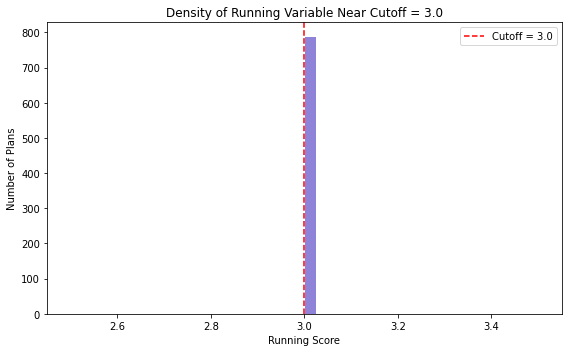 Density of Running Variable Near Cutoff = 3.0
Cutoff = 3.0
Number of Plans
800
700
600
500
400
300
200
100
0
2.6 2.8 3.0 3.2 3.4
Running Score